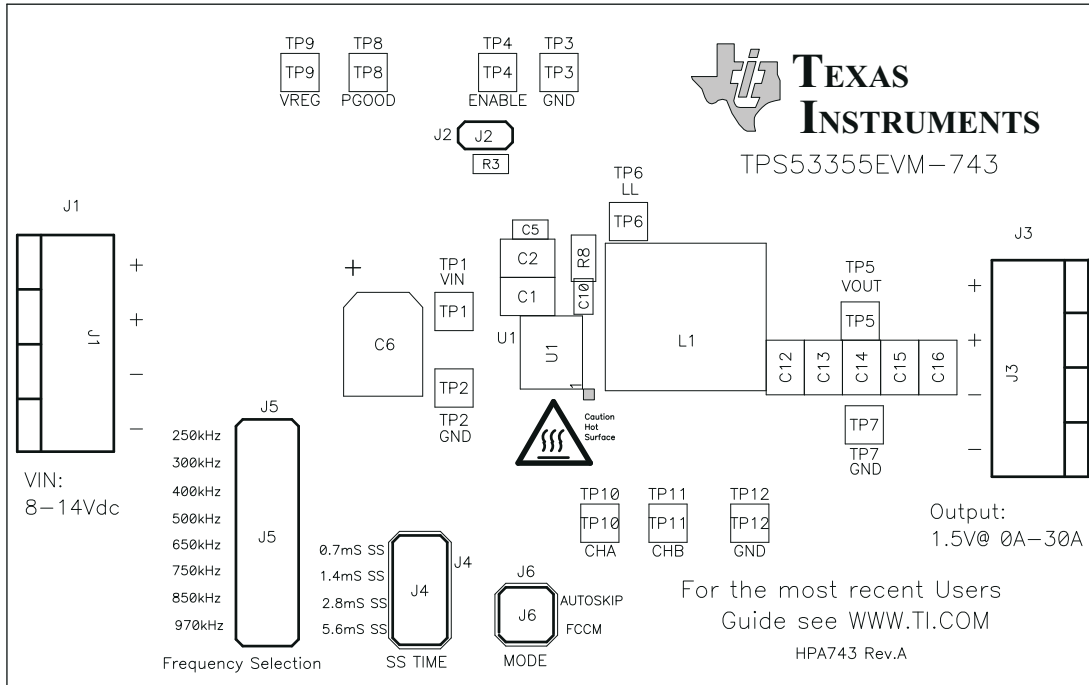 TP9 TP8 TP4 TP3
TP9 TP8 TP4 TP3
VREG PGOOD ENABLE GND
TEXAS
INSTRUMENTS
TPS53355EVM-743
J2 J2
R3
TP6
LL
TP6
J1
J1
+
+
−
−
VIN:
8-14Vdc
+
C6
TP1
VIN
TP1
TP2
TP2
GND
C5
C2
C1
R8
C10
U1
U1
1
L1
Caution
Hot
Surface
TP5
VOUT
TP5
C12 C13 C14 C15 C16
TP7
TP7
GND
J3
J3
+
+
−
−
Output:
1.5V@ 0A-30A
J5
J5
250kHz
300kHz
400kHz
500kHz
650kHz
750kHz
850kHz
970kHz
Frequency Selection
0.7mS SS
1.4mS SS
2.8mS SS
5.6mS SS
J4
J4
SS TIME
J6
J6
AUTOSKIP
FCCM
MODE
TP10 TP11 TP12
TP10 TP11 TP12
CHA CHB GND
For the most recent Users
Guide see WWW.TI.COM
HPA743 Rev.A